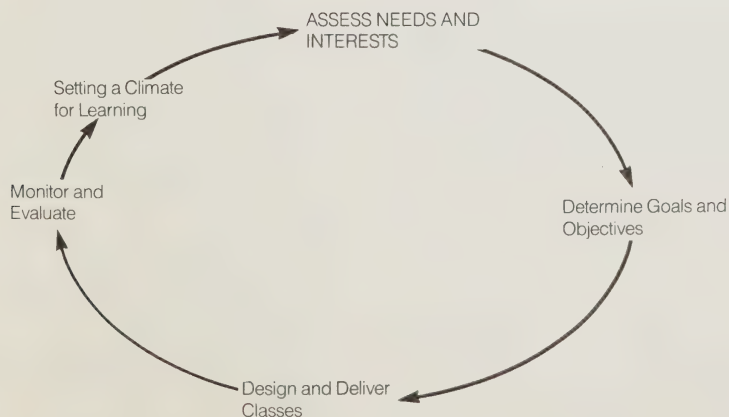 ASSESS NEEDS AND
INTERESTS
Setting a Climate
for Learning
Monitor and
Evaluate
Determine Goals and
Objectives
Design and Deliver
Classes